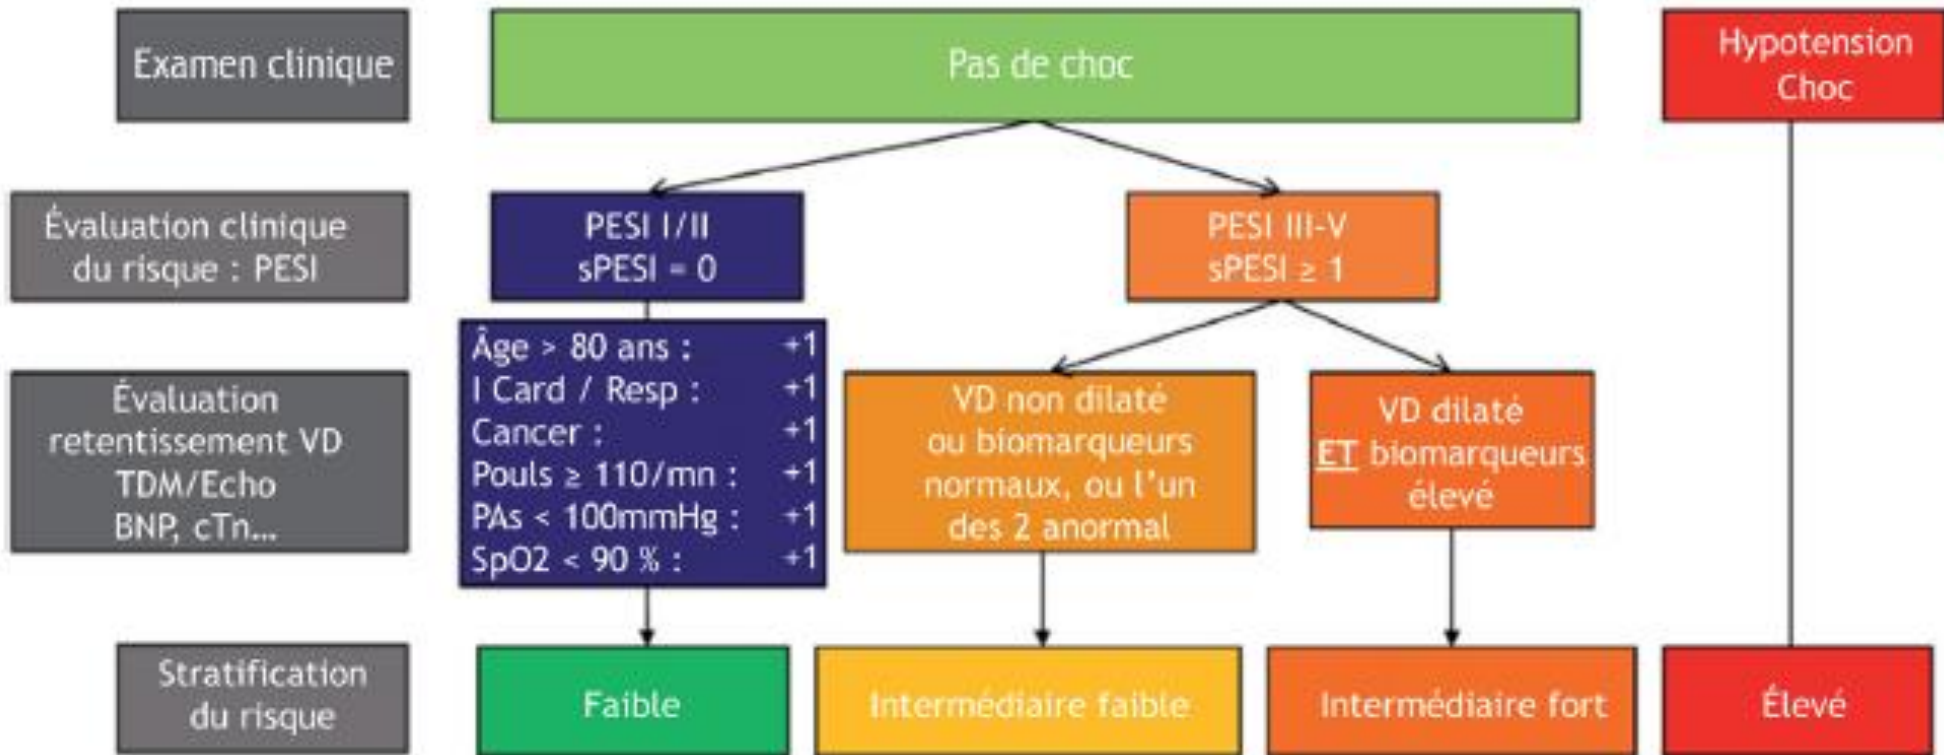 Examen clinique
Pas de choc
Hypotension
Choc
Évaluation clinique
du risque : PESI
PESI I/II
sPESI = 0
PESI III-V
sPESI ≥ 1
Évaluation
retentissement VD
TDM/Echo
BNP, cTn...
Âge > 80 ans : +1
I Card / Resp : +1
Cancer : +1
Pouls ≥ 110/mn : +1
PAs < 100mmHg : +1
SpO2 < 90 % : +1
VD non dilaté
ou biomarqueurs
normaux, ou l'un
des 2 anormal
VD dilaté
ET biomarqueurs
élevé
Stratification
du risque
Faible
Intermédiaire faible
Intermédiaire fort
Élevé